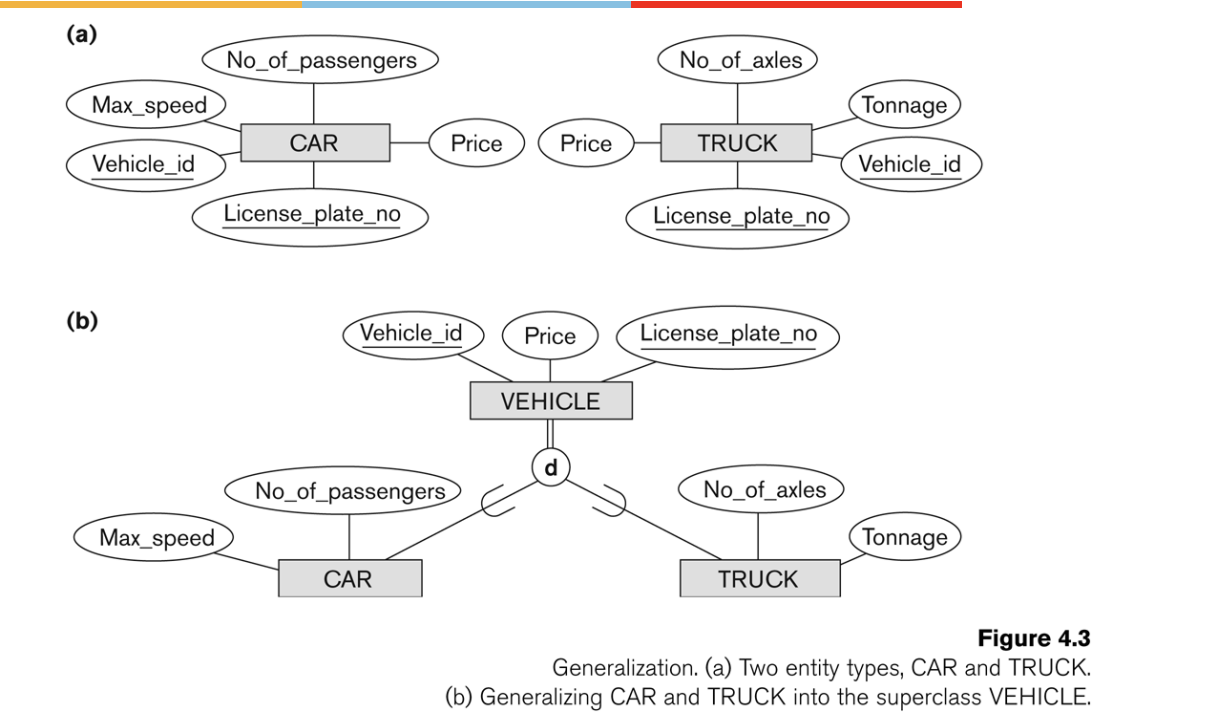 (a)
No_of_passengers
No_of_axles
Max_speed
Tonnage
CAR
Price
Price
TRUCK
Vehicle_id
Vehicle_id
License_plate_no
License_plate_no
(b)
Vehicle_id
Price
License_plate_no
VEHICLE
d
No_of_passengers
No_of_axles
Max_speed
Tonnage
CAR
TRUCK
Figure 4.3
Generalization. (a) Two entity types, CAR and TRUCK.
(b) Generalizing CAR and TRUCK into the superclass VEHICLE.